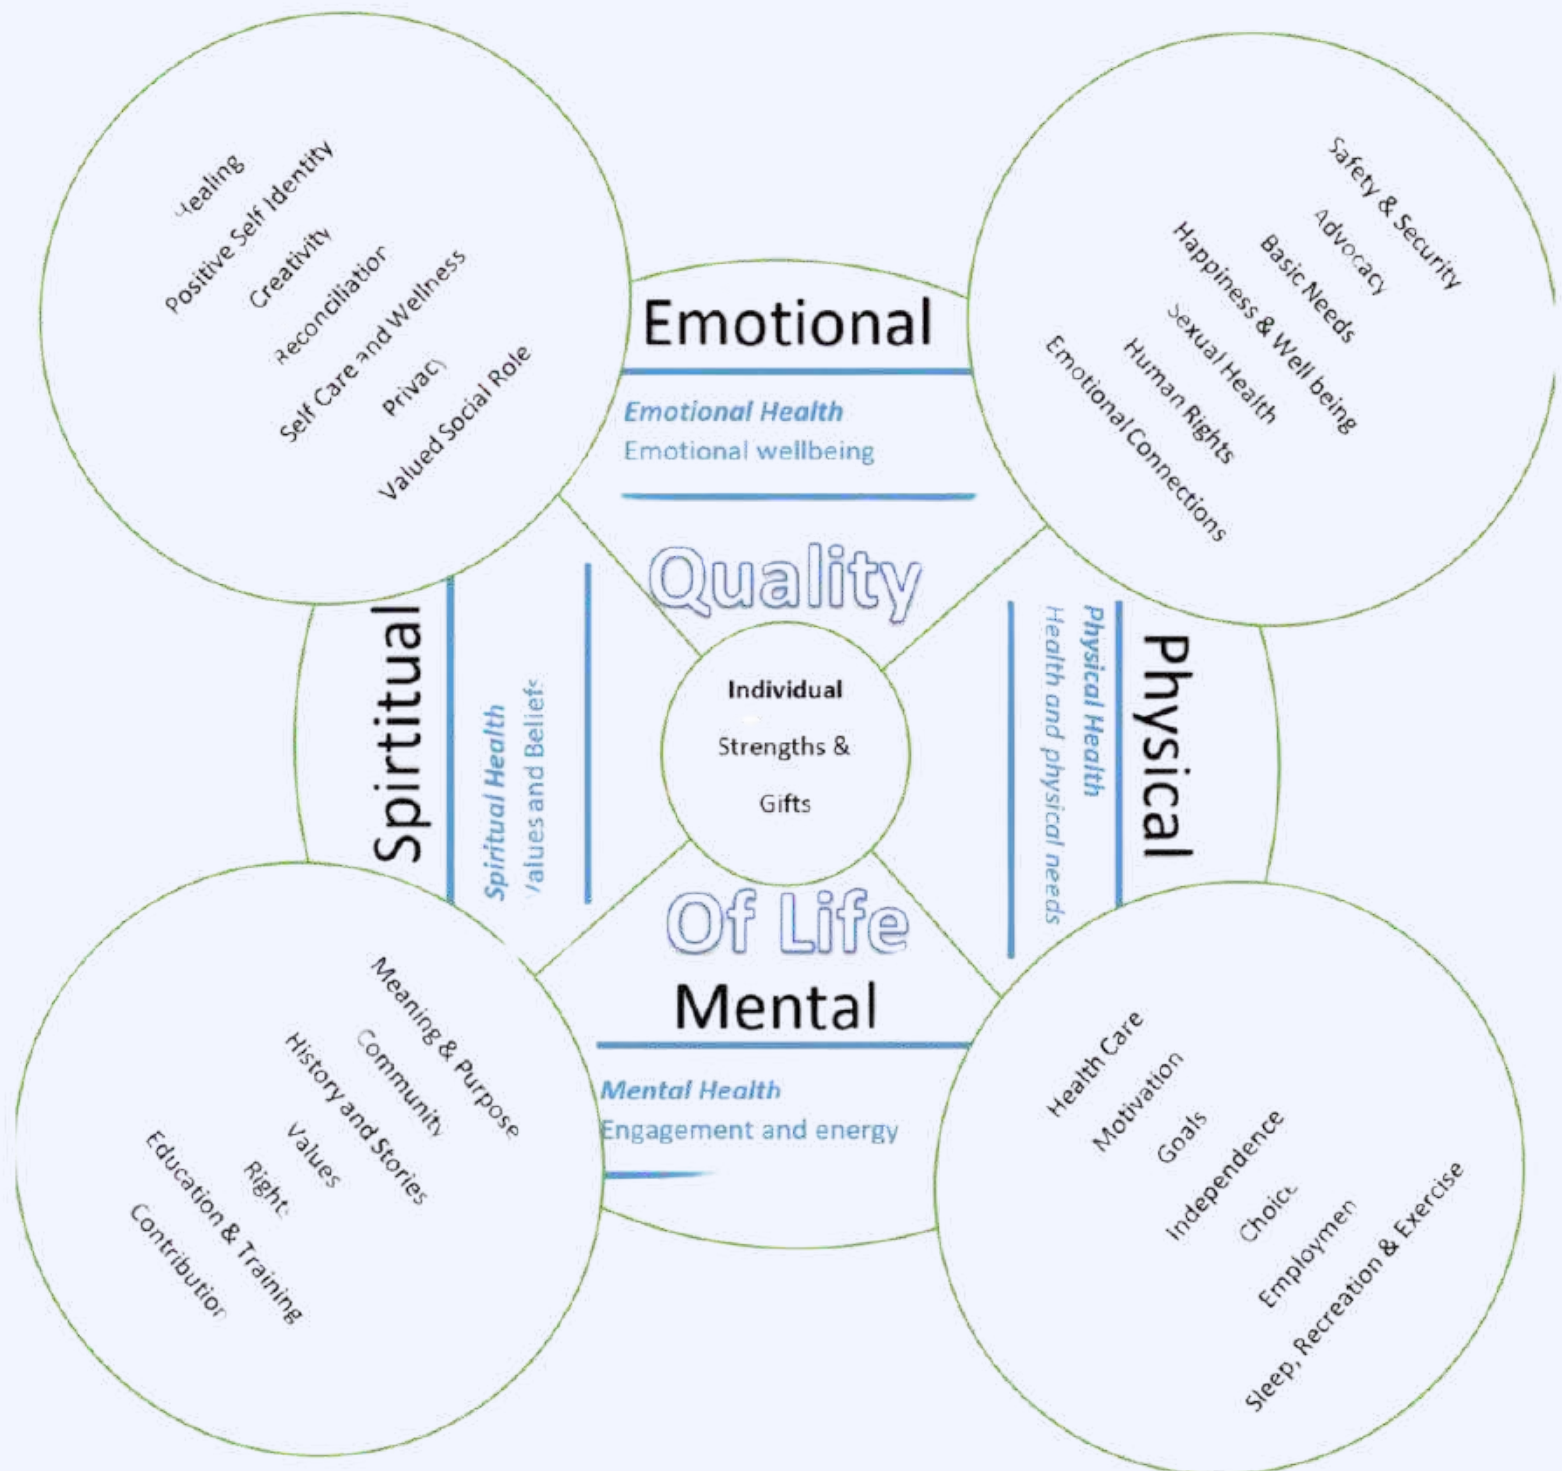 Healing
Positive Self Identity
Creativity
Reconciliation
Self Care and Wellness
Privacy
Valued Social Role
Safety & Security
Advocacy
Basic Needs
Happiness & Well being
Sexual Health
Human Rights
Emotional Connections
Emotional
Emotional Health
Emotional wellbeing
Quality
Spirtitual
Spiritual Health
Values and Beliefs
Individual
Strengths &
Gifts
Physical
Physical Health
Health and physical needs
Of Life
Mental
Mental Health
Engagement and energy
Meaning & Purpose
Community
History and Stories
Values
Right
Education & Training
Contribution
Health Care
Motivation
Goals
Independence
Choice
Employmen
Sleep, Recreation & Exercise